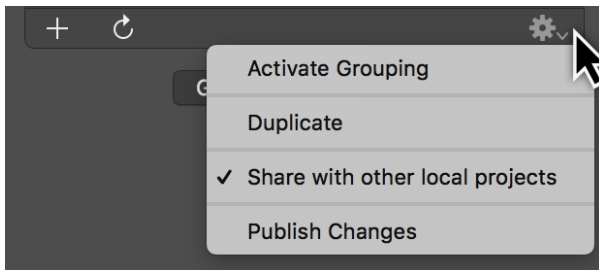 G
Activate Grouping
Duplicate
✓ Share with other local projects
Publish Changes